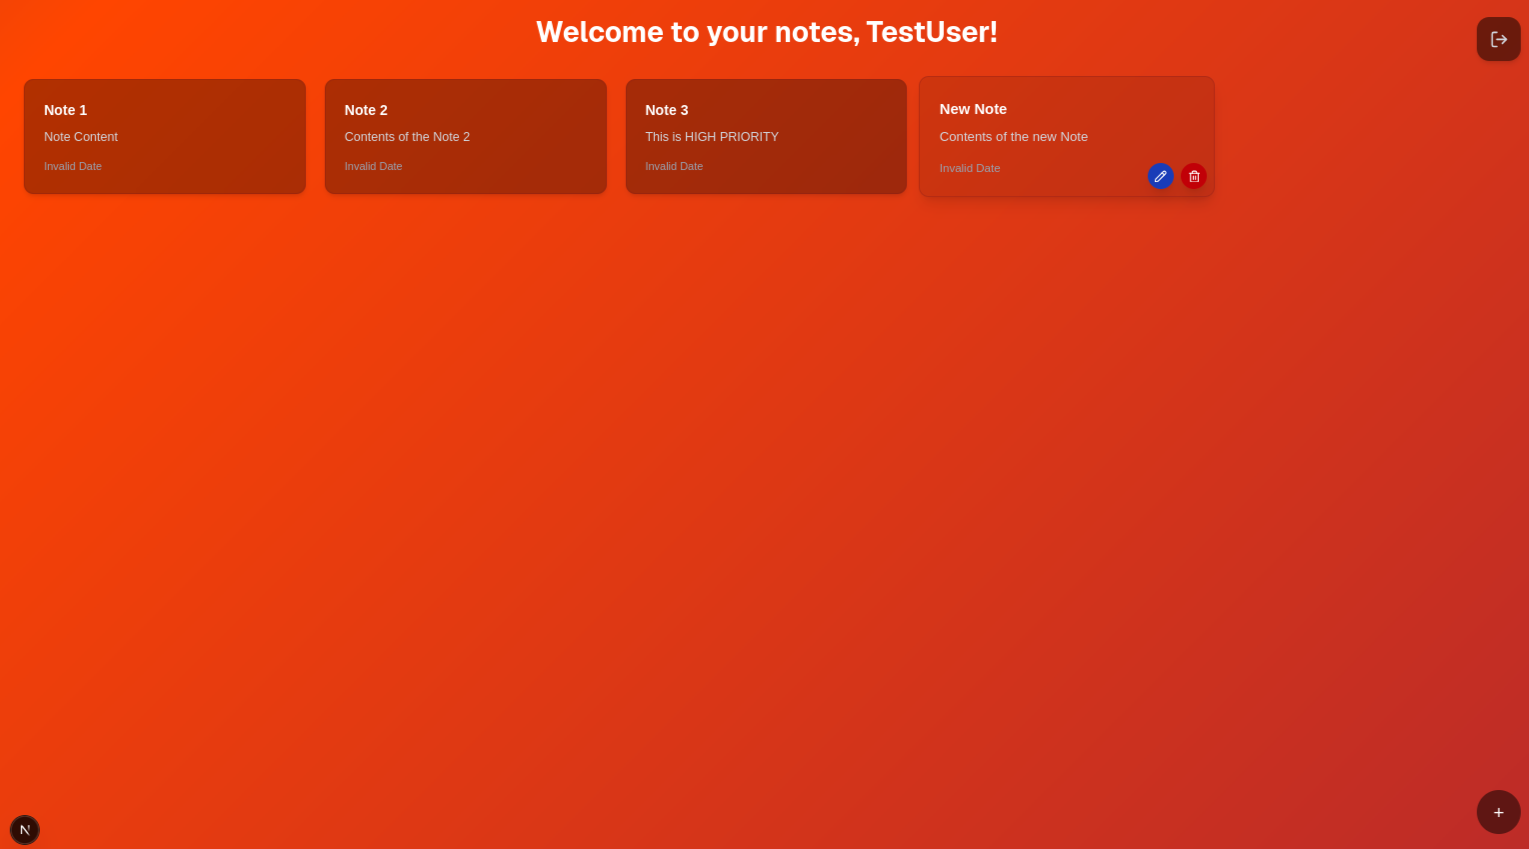 Welcome to your notes, TestUser!
Note 1
Note Content
Invalid Date
Note 2
Contents of the Note 2
Invalid Date
Note 3
This is HIGH PRIORITY
Invalid Date
New Note
Contents of the new Note
Invalid Date
N
+